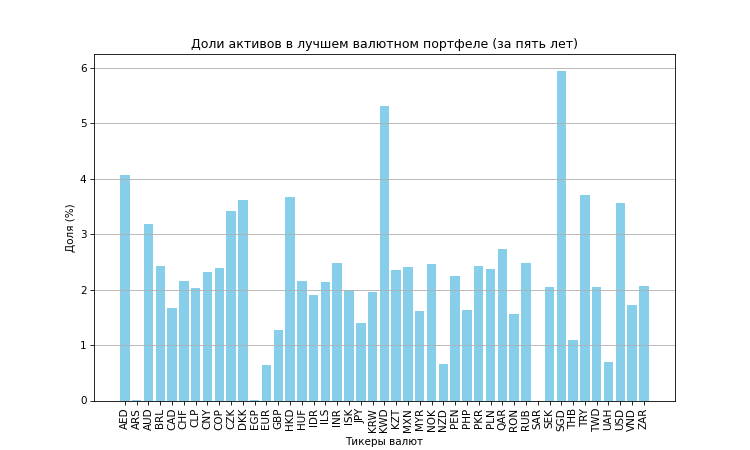 Доли активов в лучшем валютном портфеле (за пять лет)
Доля (%)
6
5
4
3
2
1
0
AED ARS AUD BRL CAD CHF CLP CNY COP CZK DKK EGP EUR GBP HKD HUF IDR ILS INR ISK JPY KRW KWD KZT MXN MYR NOK NZD PEN PHP PKR PLN QAR RON RUB SAR SEK SGD THB TRY TWD UAH USD VND ZAR
Тикеры валют